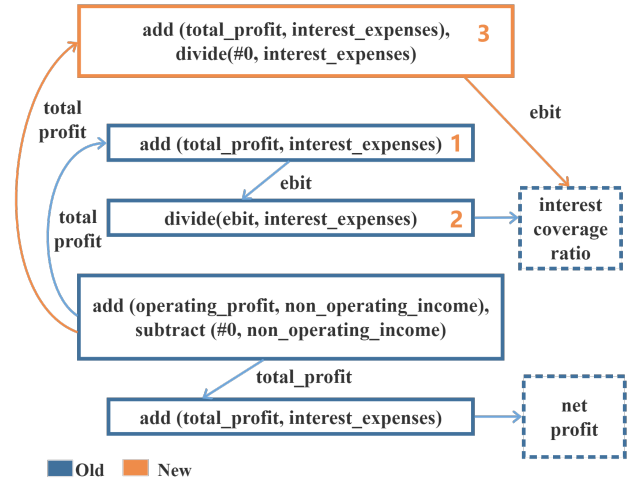 add (total_profit, interest_expenses),
divide(#0, interest_expenses)
3
total
profit
ebit
add (total_profit, interest_expenses)
1
ebit
total
profit
divide(ebit, interest_expenses)
2
interest
coverage
ratio
add (operating_profit, non_operating_income),
subtract (#0, non_operating_income)
total_profit
add (total_profit, interest_expenses)
net
profit
Old
New